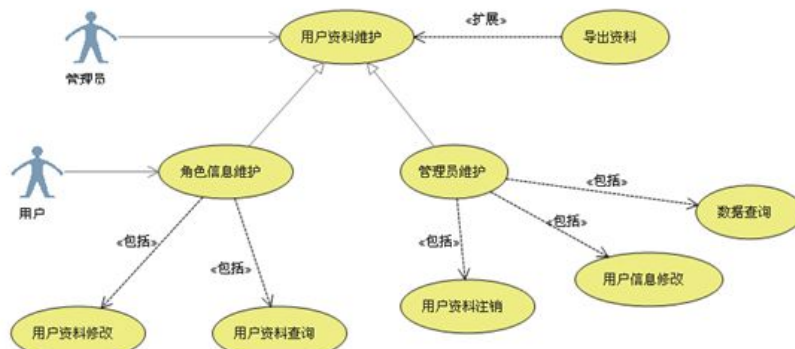 «扩展»
用户资料维护
导出资料
管理员
角色信息维护
管理员维护
«包括»
用户
数据查询
«包括»
«包括»
«包括»
«包括»
用户信息修改
用户资料注销
用户资料修改
用户资料查询